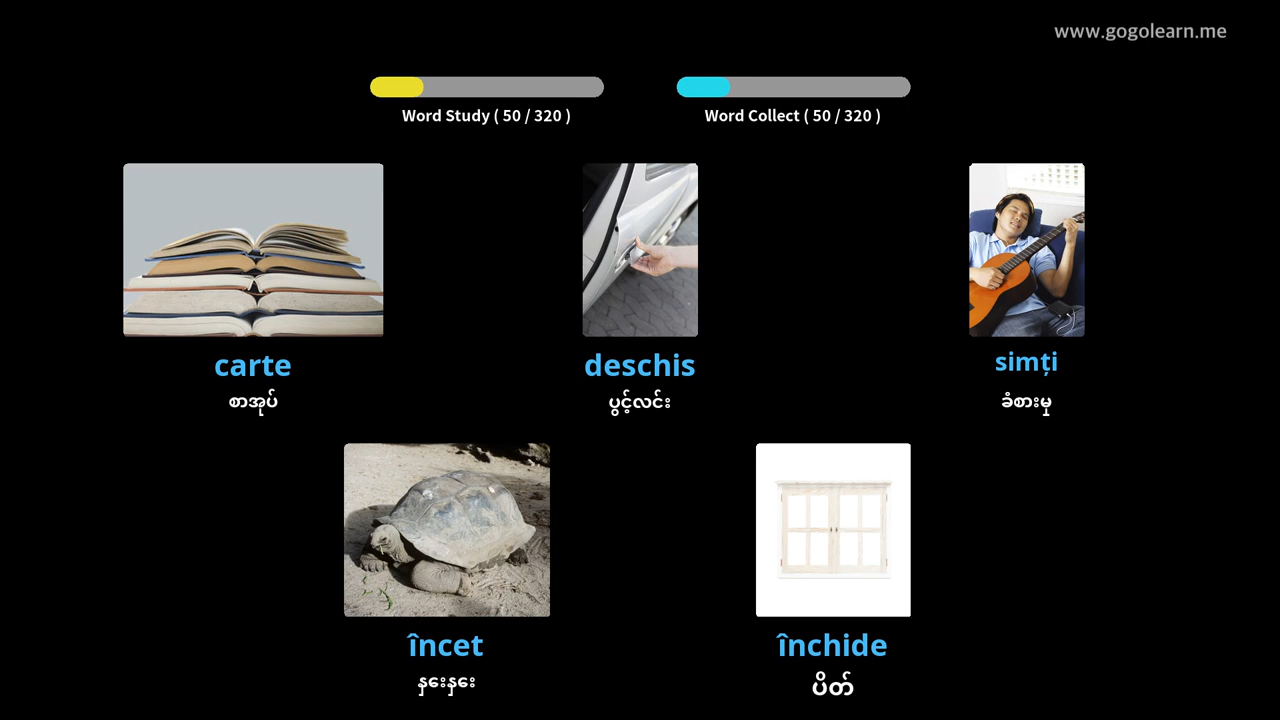 www.gogolearn.me
Word Study ( 50 / 320 )
Word Collect ( 50 / 320 )
carte
စာအုပ်
deschis
ပွင့်လင်း
simți
ခံစားမှု
încet
နှေးနှေး
închide
ပိတ်